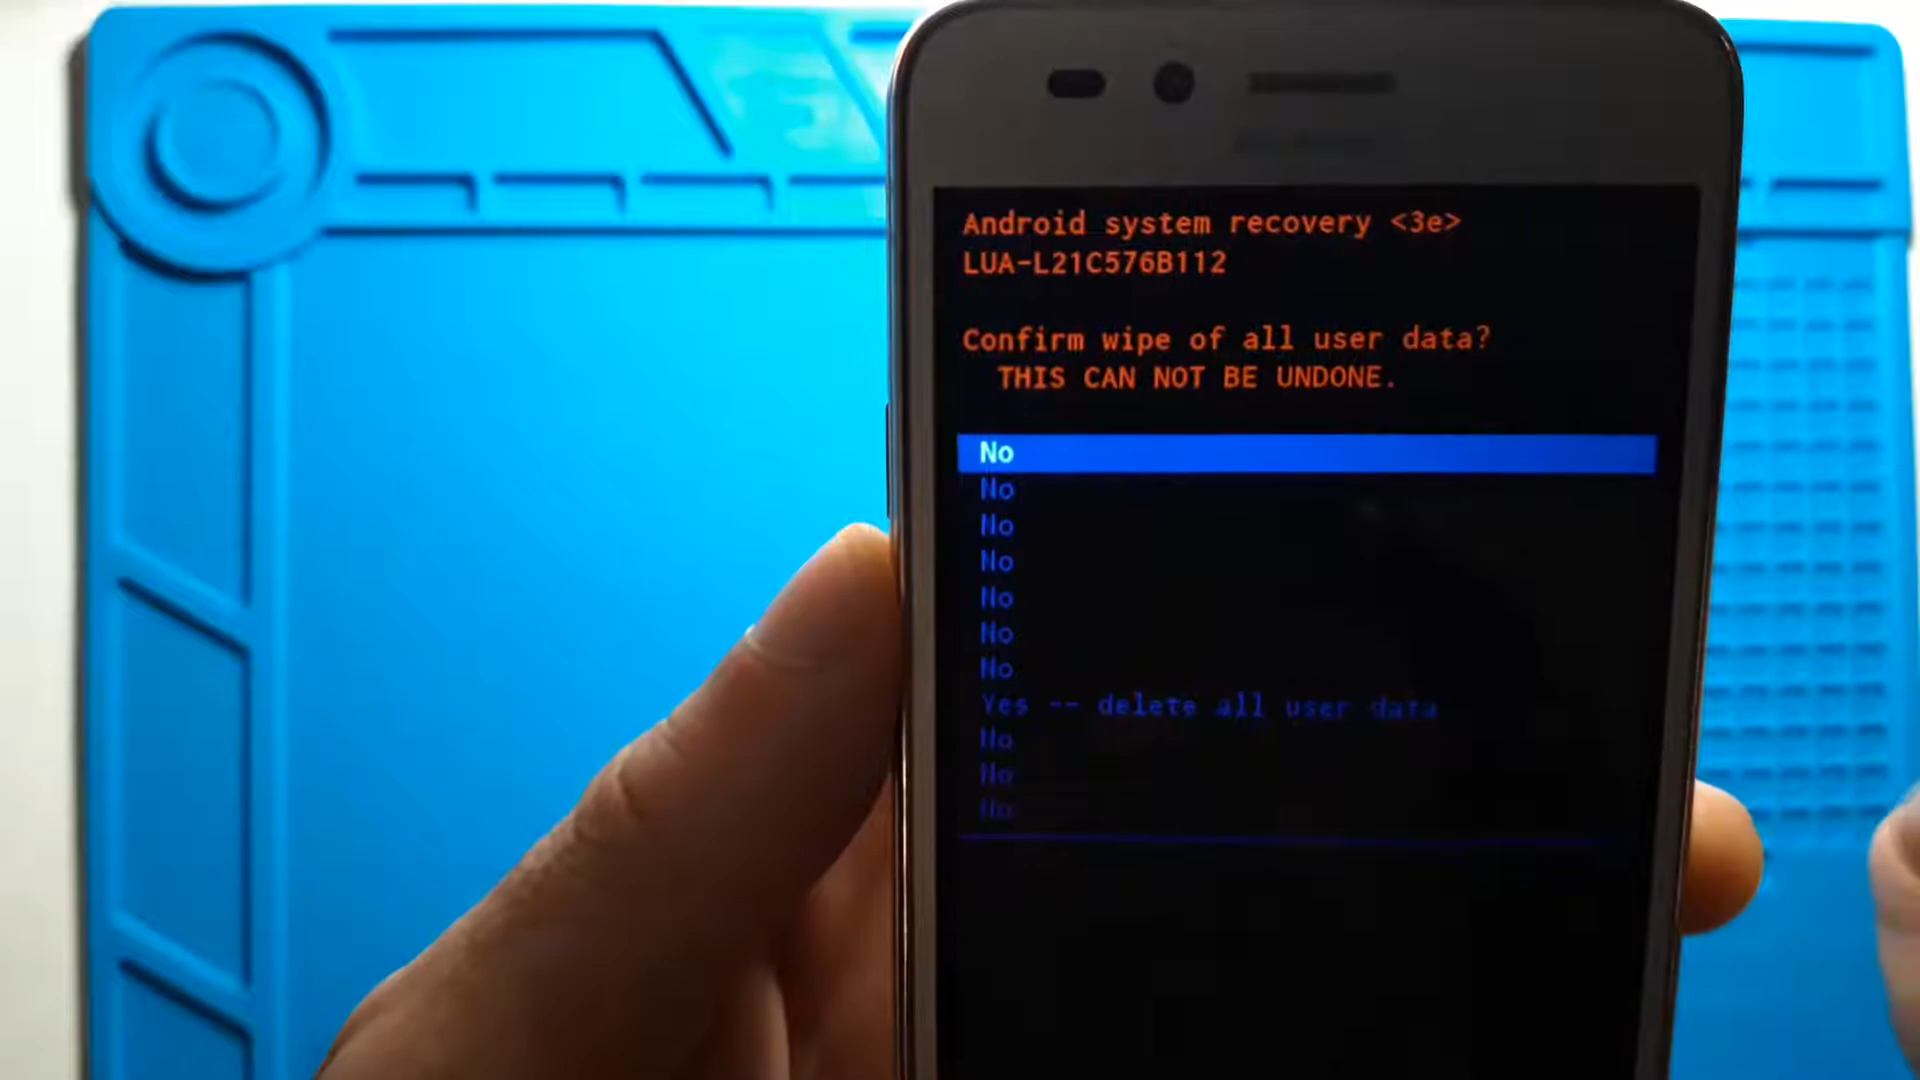 Android system recovery <3e>
LUA-L21C576B112
Confirm wipe of all user data?
THIS CAN NOT BE UNDONE.
No
No
No
No
No
No
No
Yes -- delete all user data
No
No
No